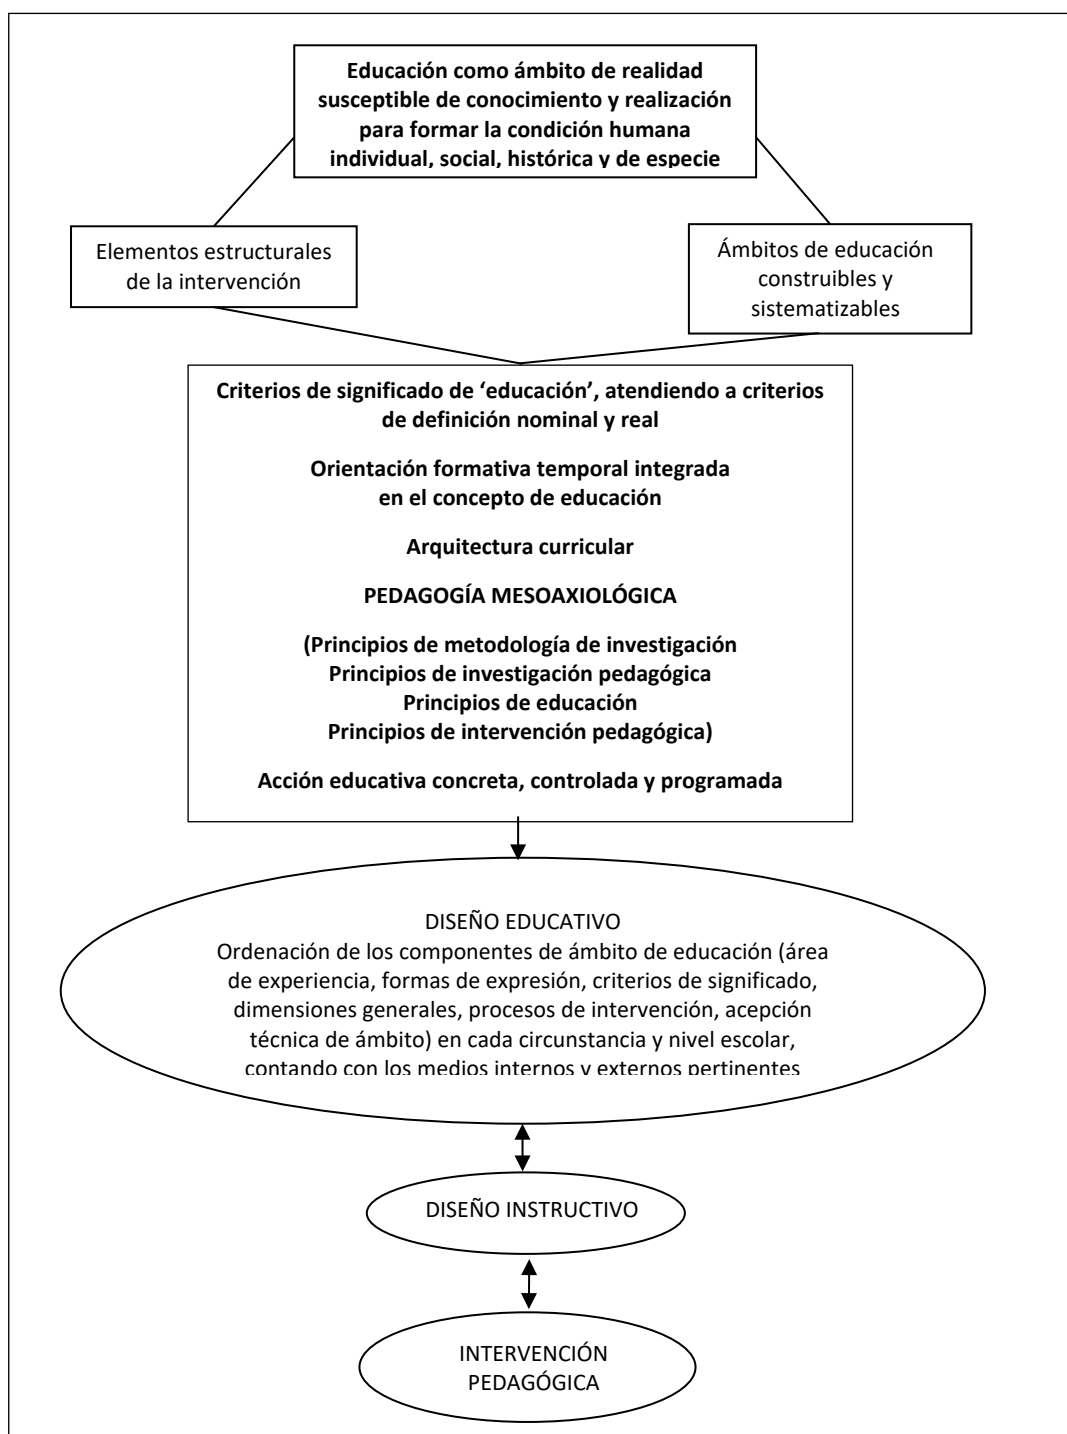 Educación como ámbito de realidad
susceptible de conocimiento y realización
para formar la condición humana
individual, social, histórica y de especie
Elementos estructurales
de la intervención
Ámbitos de educación
construibles y
sistematizables
Criterios de significado de ‘educación’, atendiendo a criterios
de definición nominal y real
Orientación formativa temporal integrada
en el concepto de educación
Arquitectura curricular
PEDAGOGÍA MESOAXIOLÓGICA
(Principios de metodología de investigación
Principios de investigación pedagógica
Principios de educación
Principios de intervención pedagógica)
Acción educativa concreta, controlada y programada
DISEÑO EDUCATIVO
Ordenación de los componentes de ámbito de educación (área
de experiencia, formas de expresión, criterios de significado,
dimensiones generales, procesos de intervención, acepción
técnica de ámbito) en cada circunstancia y nivel escolar,
contando con los medios internos y externos pertinentes
DISEÑO INSTRUCTIVO
INTERVENCIÓN
PEDAGÓGICA